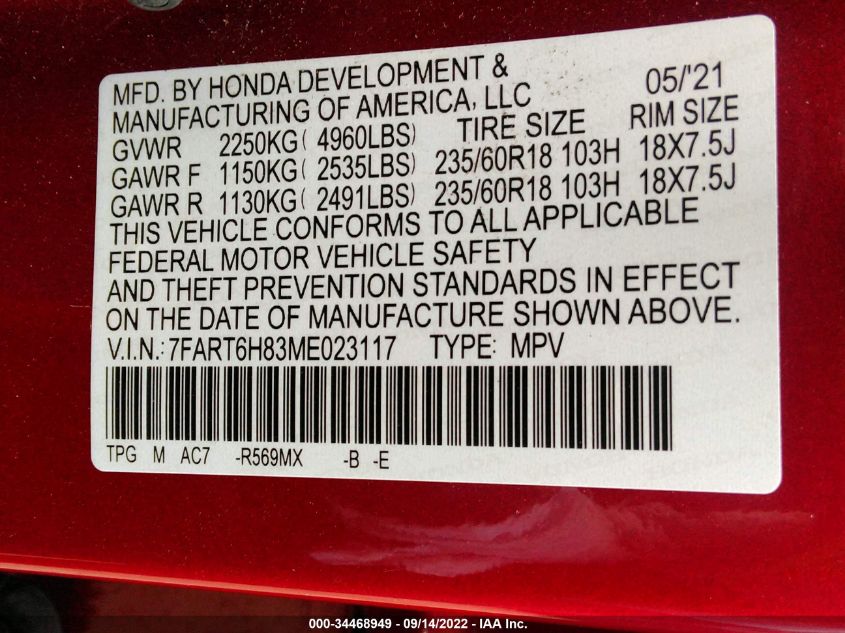 MFD. BY HONDA DEVELOPMENT & 05/'21
MANUFACTURING OF AMERICA, LLC
TIRE SIZE RIM SIZE
GVWR 2250KG( 4960LBS)
GAWR F 1150KG( 2535LBS) 235/60R18 103H 18X7.5J
GAWR R 1130KG( 2491LBS) 235/60R18 103H 18X7.5J
THIS VEHICLE CONFORMS TO ALL APPLICABLE
FEDERAL MOTOR VEHICLE SAFETY
AND THEFT PREVENTION STANDARDS IN EFFECT
ON THE DATE OF MANUFACTURE SHOWN ABOVE.
V.I.N.: 7FART6H83ME023117 TYPE: MPV
TPG M AC7 -R569MX -B -E
000-34468949 - 09/14/2022 - IAA Inc.